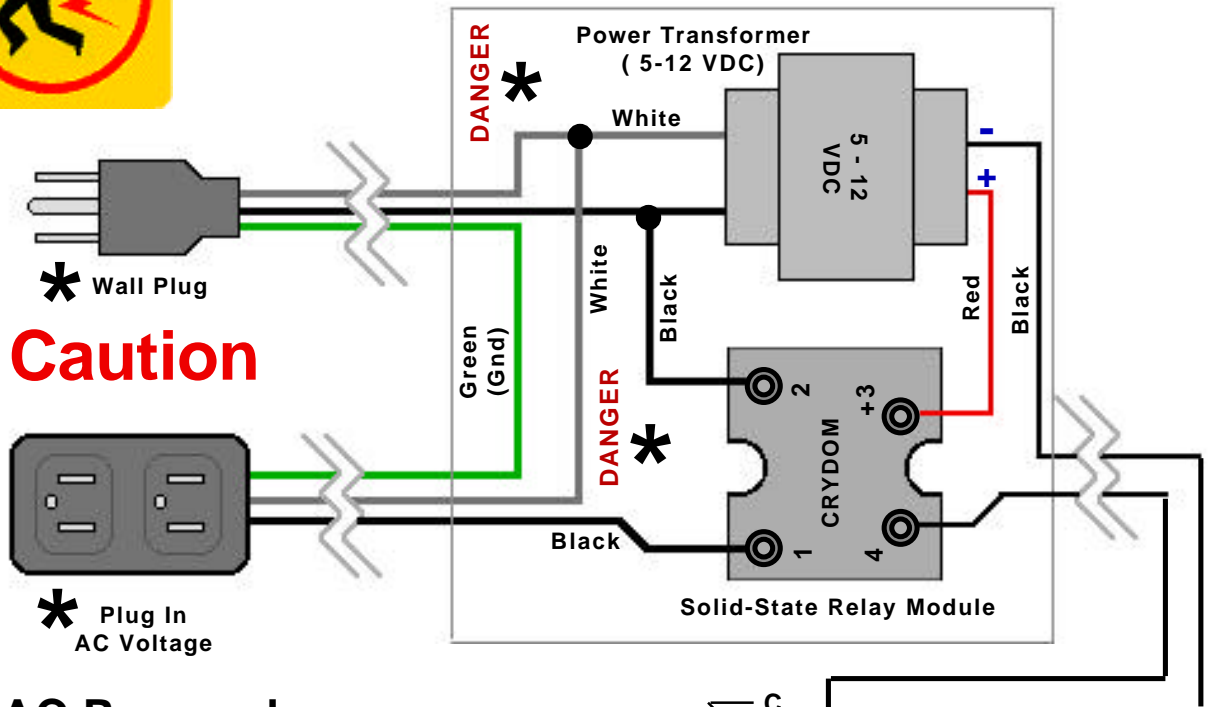 DANGER
Power Transformer
( 5-12 VDC)
White
5 - 12
VDC
-
+
Wall Plug
White
Black
Red
Black
Caution
Green
(Gnd)
DANGER
2
+3
CRYDOM
1
4
Black
Solid-State Relay Module
Plug In
AC Voltage
C